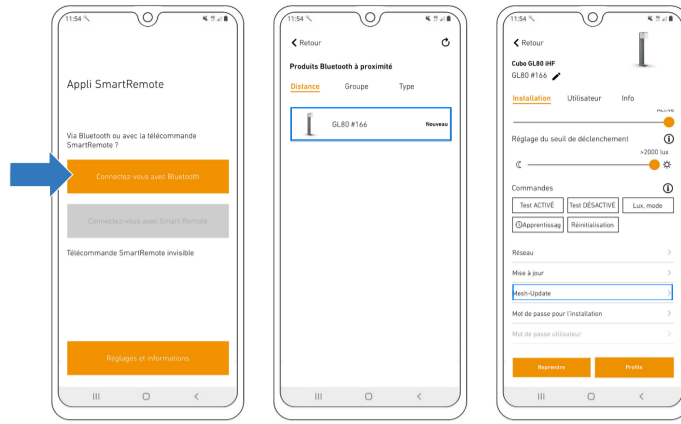 11:54
Appli SmartRemote
Via Bluetooth ou avec la télécommande
SmartRemote ?
Connectez-vous avec Bluetooth
Connectez-vous avec Smart Remote
Télécommande SmartRemote invisible
Réglages et informations
11:54
Retour
Produits Bluetooth à proximité
Distance Groupe Type
GL80 #166 Nouveau
11:54
Retour
Cubo GL80 iHF
GL80 #166
Installation Utilisateur Info
Réglage du seuil de déclenchement
>2000 lux
Commandes
Test ACTIVÉ Test DÉSACTIVÉ Lux. mode
Apprentissag Réinitialisation
Réseau
Mise à jour
Mesh-Update
Mot de passe pour l'installation
Mot de passe utilisateur
Reprendre Profils